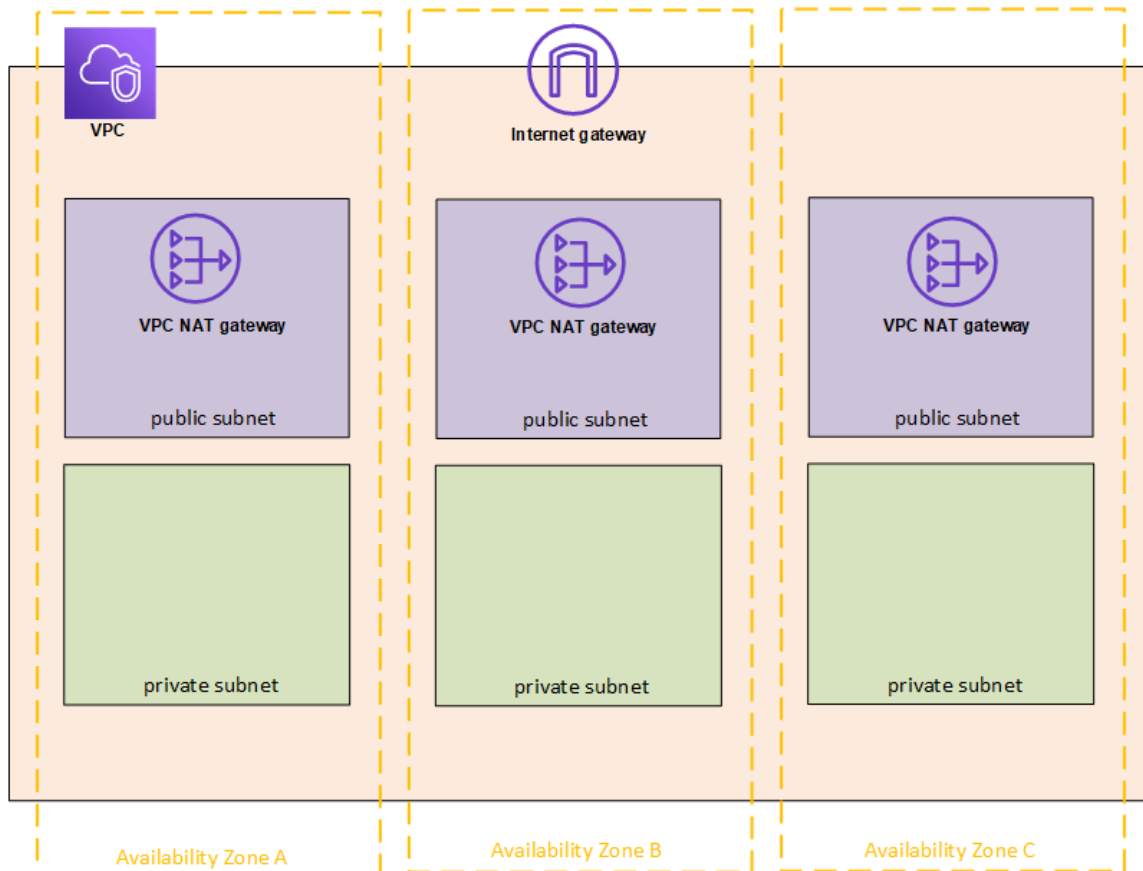 VPC
Internet gateway
VPC NAT gateway
VPC NAT gateway
VPC NAT gateway
public subnet
public subnet
public subnet
private subnet
private subnet
private subnet
Availability Zone A
Availability Zone B
Availability Zone C